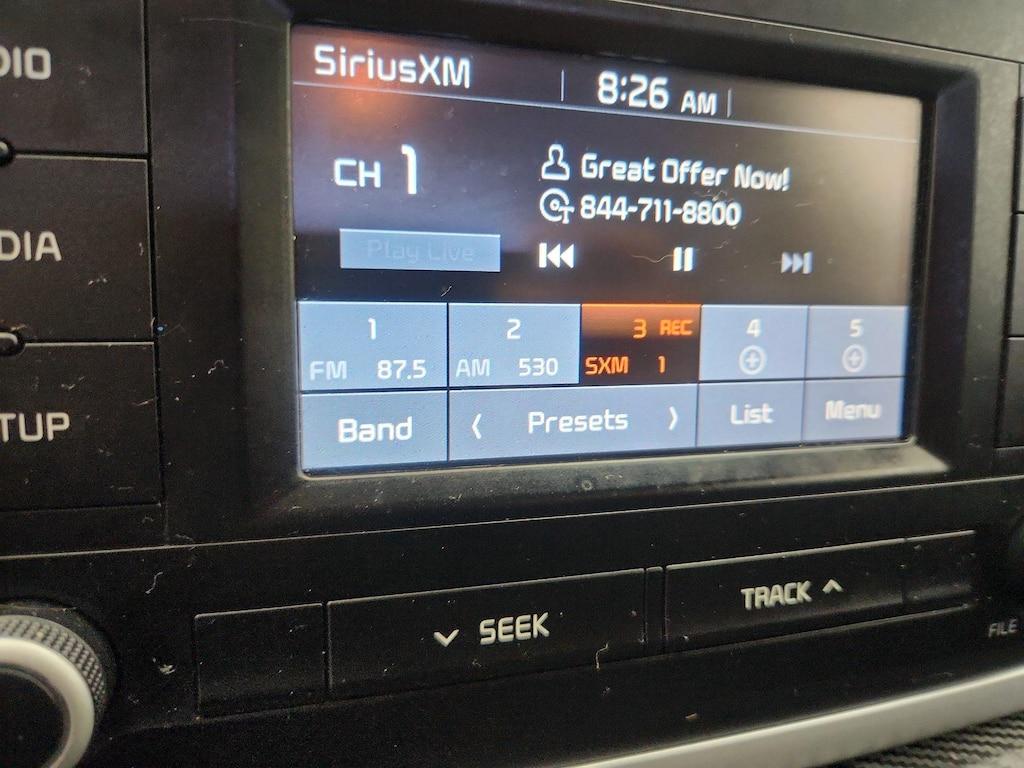 SiriusXM 8:26 AM
CH 1
Great Offer Now!
844-711-8800
Play Live
1 2 3 REC 4 5
FM 87.5 AM 530 SXM 1
Band Presets List Menu
DIO
DIA
TUP
SEEK
TRACK
FILE